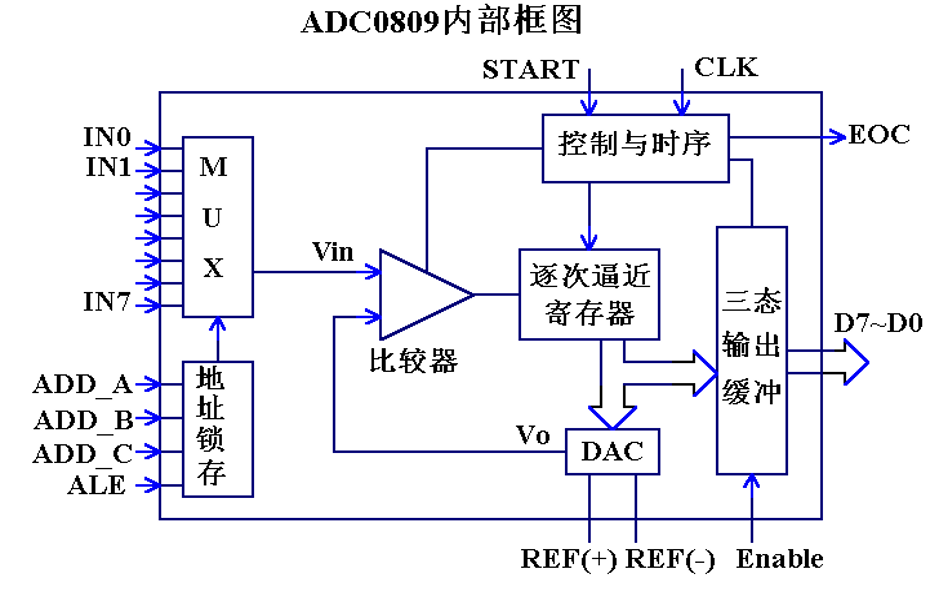 ADC0809内部框图
START
CLK
控制与时序
EOC
IN0
IN1
IN7
M
U
X
Vin
比较器
逐次逼近
寄存器
三态
输出
缓冲
D7~D0
ADD_A
ADD_B
ADD_C
ALE
地
址
锁
存
Vo
DAC
REF(+)
REF(-)
Enable